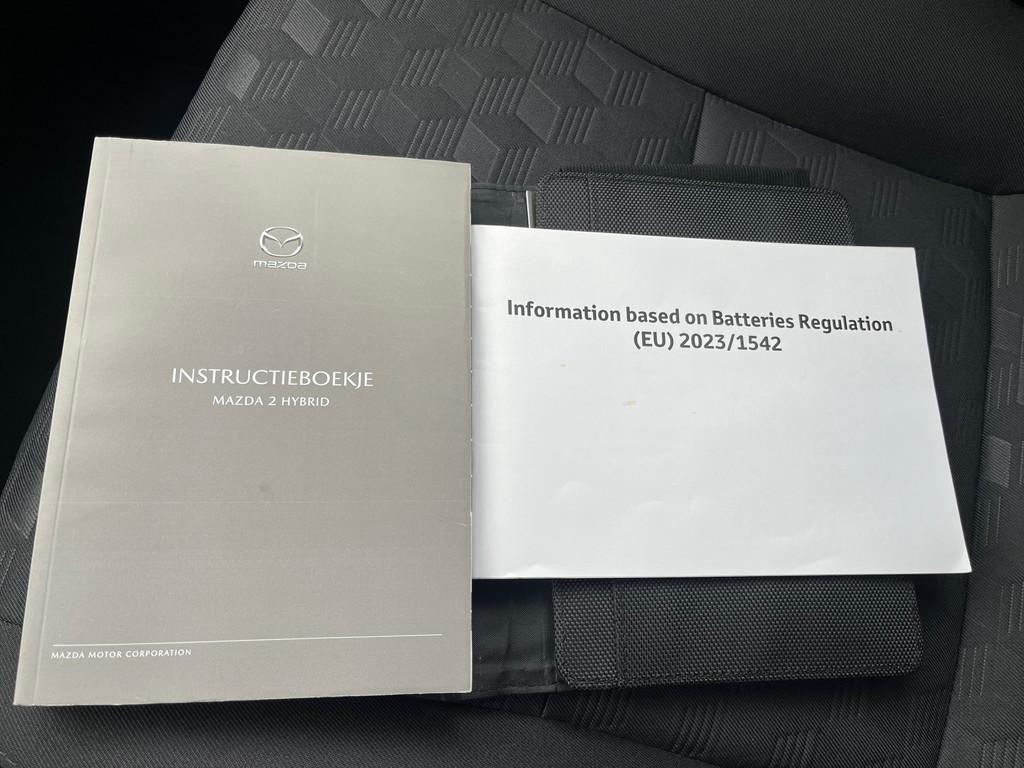 mazda
INSTRUCTIEBOEKJE
MAZDA 2 HYBRID
MAZDA MOTOR CORPORATION
Information based on Batteries Regulation
(EU) 2023/1542